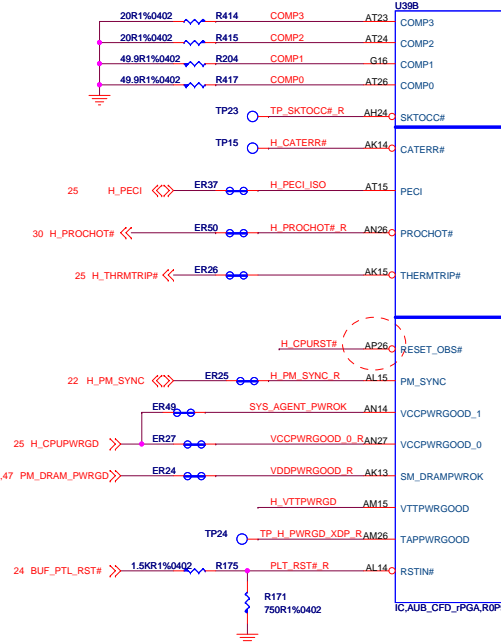 U39B
20R1%0402 R414 COMP3 AT23 COMP3
20R1%0402 R415 COMP2 AT24 COMP2
49.9R1%0402 R204 COMP1 G16 COMP1
49.9R1%0402 R417 COMP0 AT26 COMP0
TP23 TP_SKTOCC#_R AH24 SKTOCC#
TP15 H_CATERR# AK14 CATERR#
25 H_PECI ER37 H_PECI_ISO AT15 PECI
30 H_PROCHOT# ER50 H_PROCHOT#_R AN26 PROCHOT#
25 H_THRMTRIP# ER26 AK15 THERMTRIP#
H_CPURST# AP26 RESET_OBS#
22 H_PM_SYNC ER25 H_PM_SYNC_R AL15 PM_SYNC
ER49 SYS_AGENT_PWROK AN14 VCCPWRGOOD_1
25 H_CPUPWRGD ER27 VCCPWRGOOD_0_R AN27 VCCPWRGOOD_0
,47 PM_DRAM_PWRGD ER24 VDDPWRGOOD_R AK13 SM_DRAMPWROK
H_VTTPWRGD AM15 VTTPWRGOOD
TP24 TP_H_PWRGD_XDP_R AM26 TAPPWRGOOD
24 BUF_PTL_RST# 1.5KR1%0402 R175 PLT_RST#_R AL14 RSTIN#
R171
750R1%0402
IC,AUB_CFD_rPGA,R0P